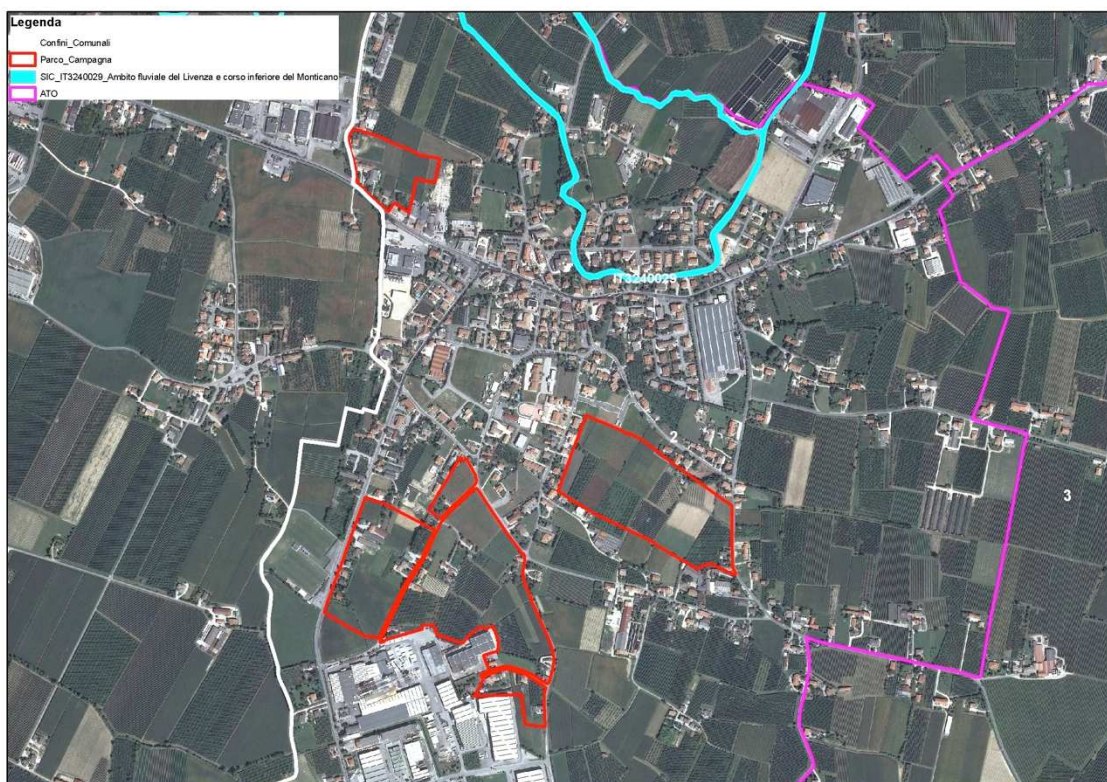 Legenda
Confini_Comunali
Parco_Campagna
SIC_IT3240029_Ambito fluviale del Livenza e corso inferiore del Monticano
ATO
1
IT3240029
2
3